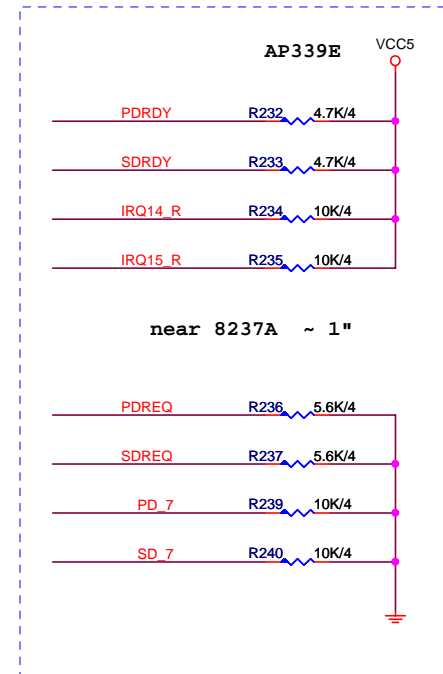 AP339E VCC5
PDRDY R232 4.7K/4
SDRDY R233 4.7K/4
IRQ14_R R234 10K/4
IRQ15_R R235 10K/4
near 8237A ~ 1"
PDREQ R236 5.6K/4
SDREQ R237 5.6K/4
PD_7 R239 10K/4
SD_7 R240 10K/4